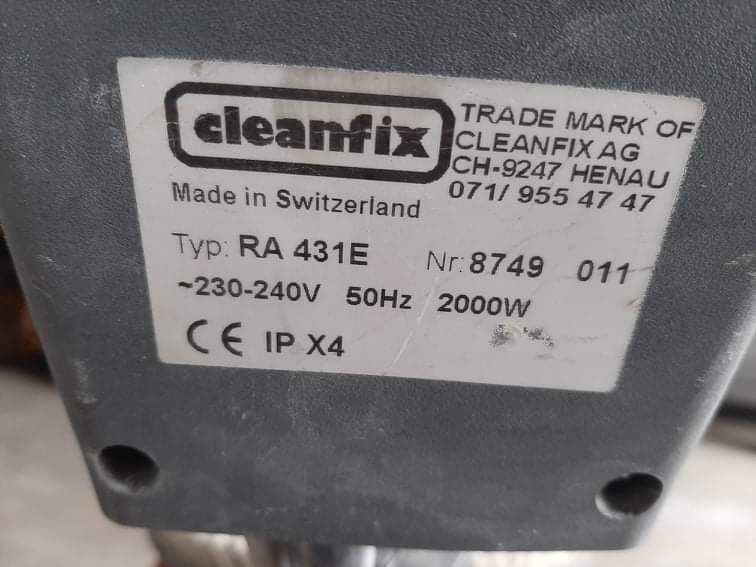 cleanfix
TRADE MARK OF
CLEANFIX AG
CH-9247 HENAU
071/ 955 47 47
Made in Switzerland
Typ: RA 431E Nr: 8749 011
~230-240V 50Hz 2000W
CE IP X4